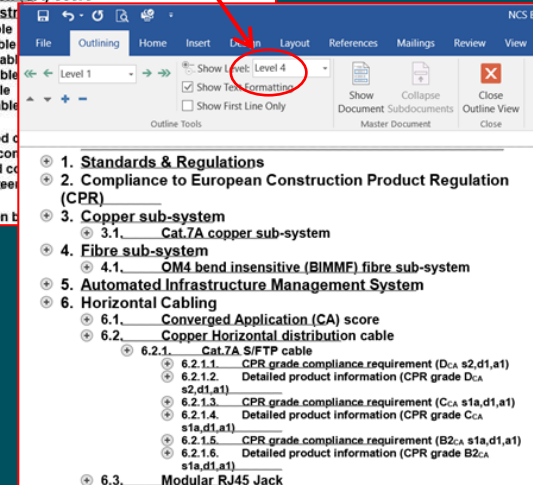 NCS
File Outlining Home Insert Design Layout References Mailings Review View
Level 1
Show Level: Level 4
Show Text Formatting
Show First Line Only
Outline Tools
Show Document
Collapse Subdocuments
Master Document
Close Outline View
Close
1. Standards & Regulations
2. Compliance to European Construction Product Regulation
(CPR)
3. Copper sub-system
3.1. Cat.7A copper sub-system
4. Fibre sub-system
4.1. OM4 bend insensitive (BIMMF) fibre sub-system
5. Automated Infrastructure Management System
6. Horizontal Cabling
6.1. Converged Application (CA) score
6.2. Copper Horizontal distribution cable
6.2.1. Cat.7A S/FTP cable
6.2.1.1. CPR grade compliance requirement (DCA s2,d1,a1)
6.2.1.2. Detailed product information (CPR grade DCA
s2,d1,a1)
6.2.1.3. CPR grade compliance requirement (CCA s1a,d1,a1)
6.2.1.4. Detailed product information (CPR grade CCA
s1a,d1,a1)
6.2.1.5. CPR grade compliance requirement (B2CA s1a,d1,a1)
6.2.1.6. Detailed product information (CPR grade B2CA
s1a,d1,a1)
6.3. Modular RJ45 Jack